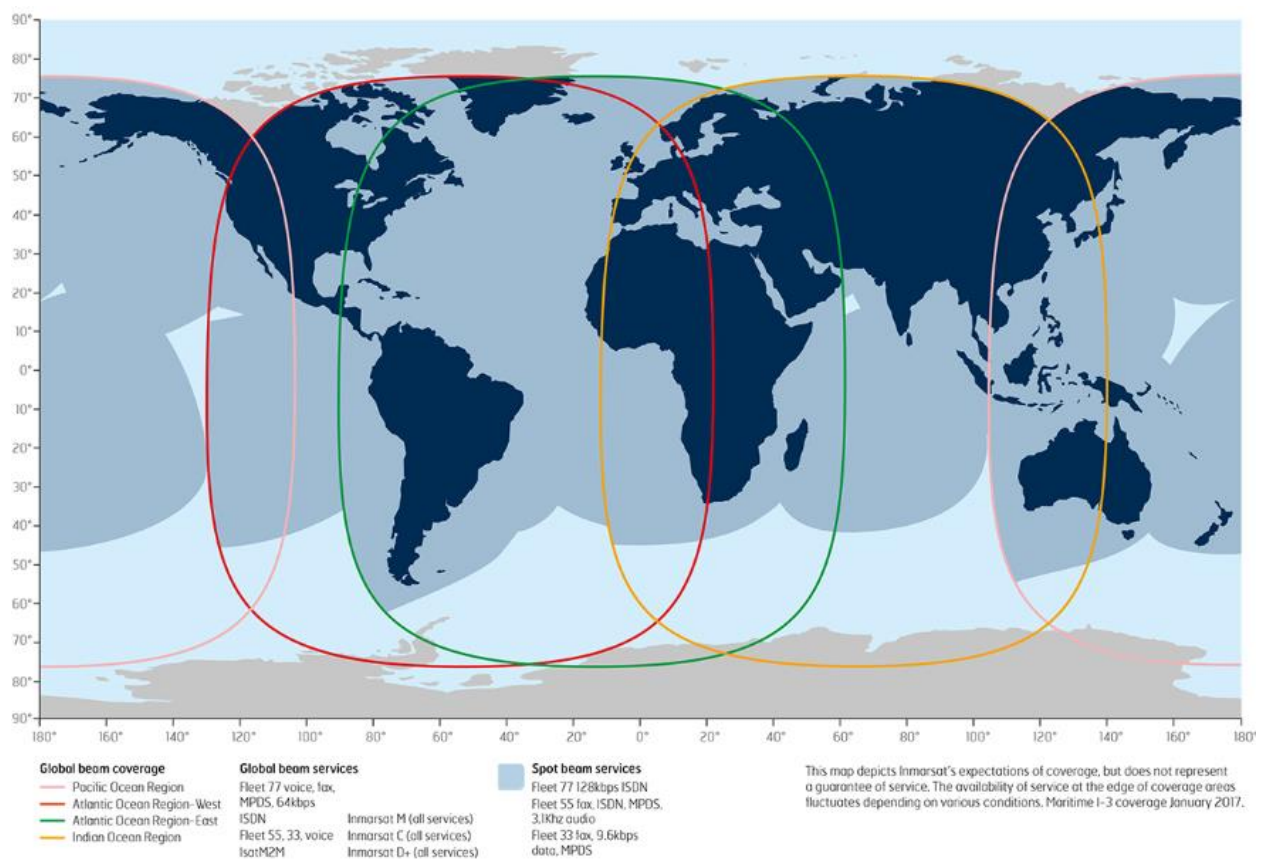 90°
80°
70°
60°
50°
40°
30°
20°
10°
0°
10°
20°
30°
40°
50°
60°
70°
80°
90°
180° 160° 140° 120° 100° 80° 60° 40° 20° 0° 20° 40° 60° 80° 100° 120° 140° 160° 180°
Global beam coverage
Pacific Ocean Region
Atlantic Ocean Region-West
Atlantic Ocean Region-East
Indian Ocean Region
Global beam services
Fleet 77 voice, fax,
MPDS, 64kbps
ISDN
Fleet 55, 33, voice
IsatM2M
Inmarsat M (all services)
Inmarsat C (all services)
Inmarsat D+ (all services)
Spot beam services
Fleet 77 128kbps ISDN
Fleet 55 fax, ISDN, MPDS,
3.1Khz audio
Fleet 33 fax, 9.6kbps
data, MPDS
This map depicts Inmarsat's expectations of coverage, but does not represent
a guarantee of service. The availability of service at the edge of coverage areas
fluctuates depending on various conditions. Maritime I-3 coverage January 2017.